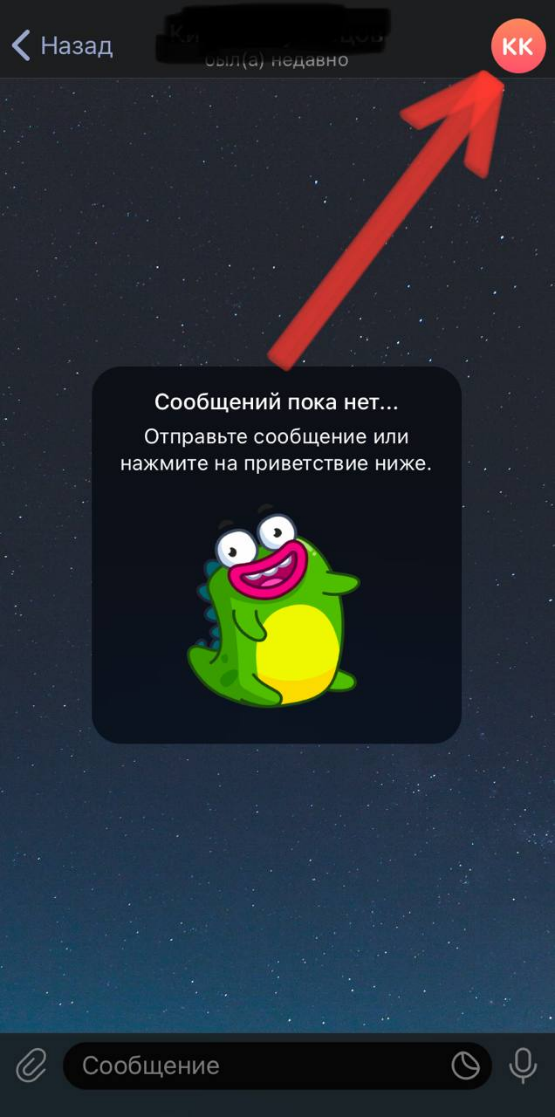 Назад
был(а) недавно
КК
Сообщений пока нет...
Отправьте сообщение или
нажмите на приветствие ниже.
Сообщение